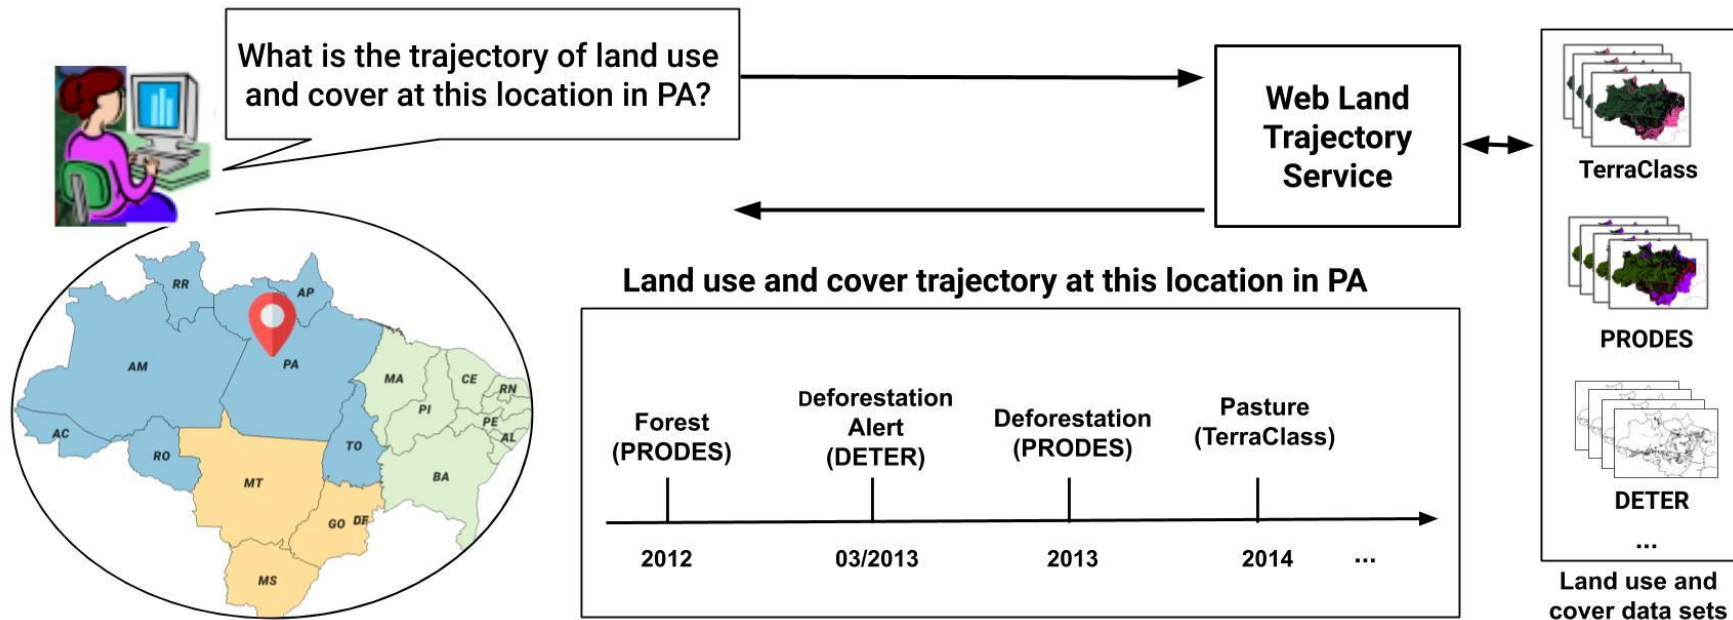 What is the trajectory of land use
and cover at this location in PA?
Web Land
Trajectory
Service
TerraClass
PRODES
DETER
...
Land use and
cover data sets
RR
AP
AM
PA
MA
CE
RN
PI
PE
AL
AC
RO
TO
BA
MT
GO
DF
MS
Land use and cover trajectory at this location in PA
Forest
(PRODES)
Deforestation
Alert
(DETER)
Deforestation
(PRODES)
Pasture
(TerraClass)
2012
03/2013
2013
2014
...